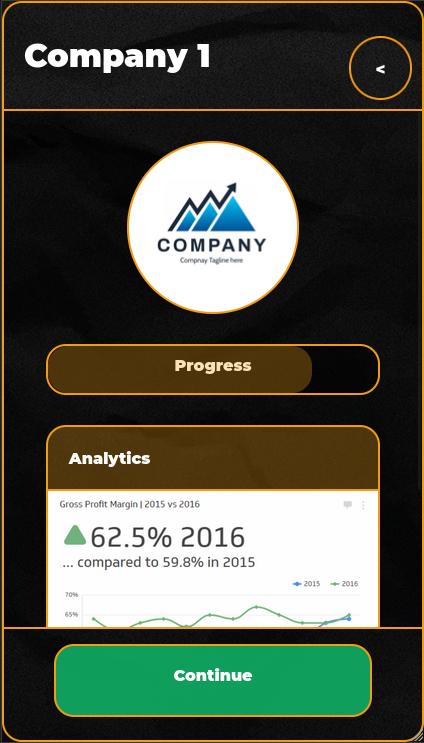 Company 1
<
COMPANY
Compnay Tagline here
Progress
Analytics
Gross Profit Margin | 2015 vs 2016
62.5% 2016
... compared to 59.8% in 2015
2015 2016
70%
65%
Continue